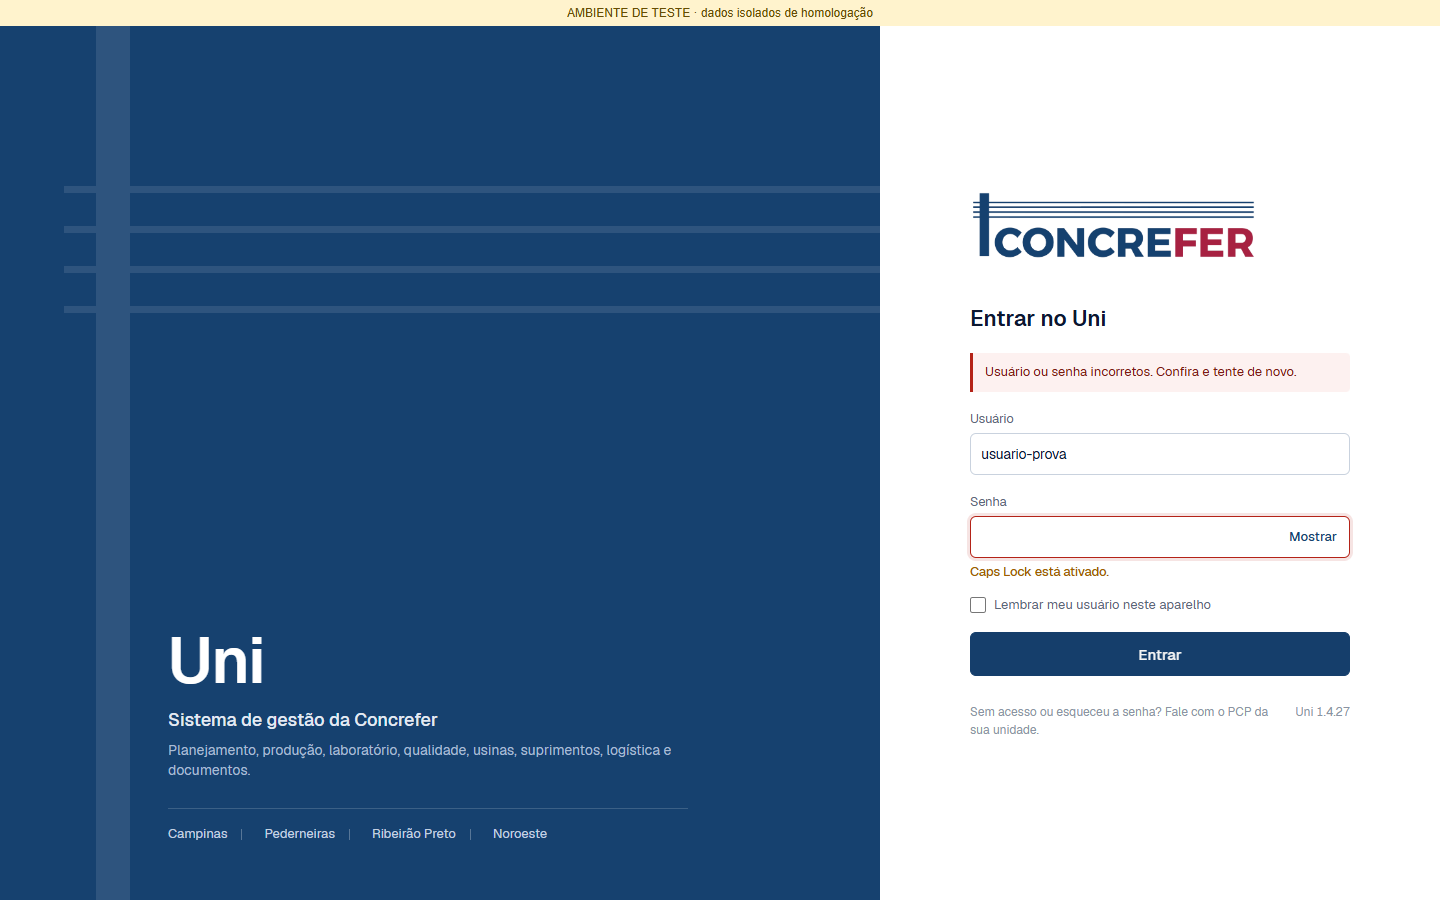 AMBIENTE DE TESTE · dados isolados de homologação
CONCREFER
Entrar no Uni
Usuário ou senha incorretos. Confira e tente de novo.
Usuário
usuario-prova
Senha
Mostrar
Caps Lock está ativado.
Lembrar meu usuário neste aparelho
Entrar
Sem acesso ou esqueceu a senha? Fale com o PCP da
sua unidade.
Uni 1.4.27
Uni
Sistema de gestão da Concrefer
Planejamento, produção, laboratório, qualidade, usinas, suprimentos, logística e
documentos.
Campinas | Pederneiras | Ribeirão Preto | Noroeste